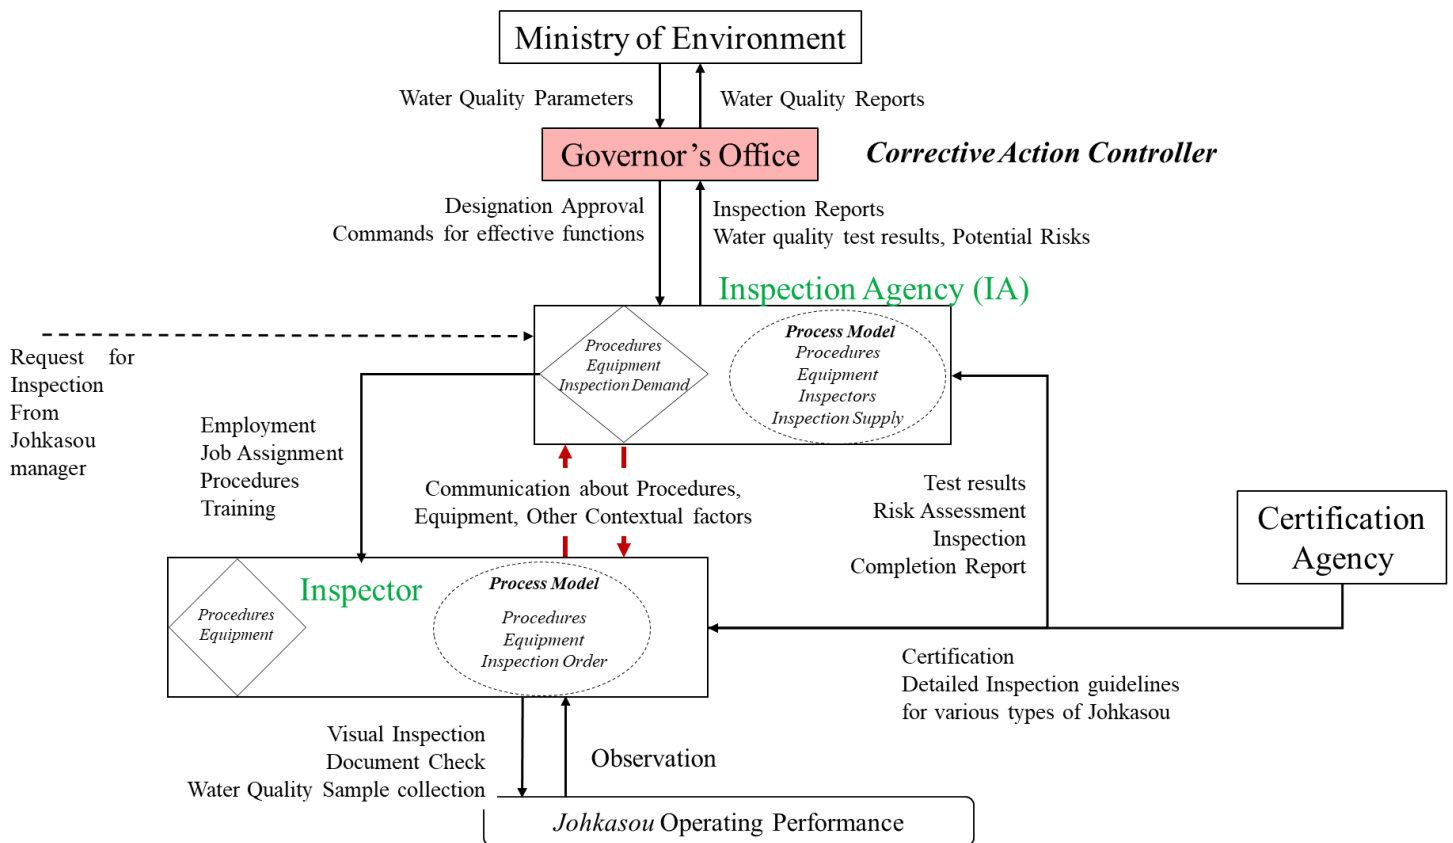 Ministry of Environment
Water Quality Parameters
Water Quality Reports
Governor’s Office
Corrective Action Controller
Designation Approval
Commands for effective functions
Inspection Reports
Water quality test results, Potential Risks
Inspection Agency (IA)
Request for
Inspection
From
Johkasou
manager
Procedures
Equipment
Inspection Demand
Process Model
Procedures
Equipment
Inspectors
Inspection Supply
Employment
Job Assignment
Procedures
Training
Communication about Procedures,
Equipment, Other Contextual factors
Test results
Risk Assessment
Inspection
Completion Report
Certification
Agency
Inspector
Procedures
Equipment
Process Model
Procedures
Equipment
Inspection Order
Certification
Detailed Inspection guidelines
for various types of Johkasou
Visual Inspection
Document Check
Water Quality Sample collection
Observation
Johkasou Operating Performance